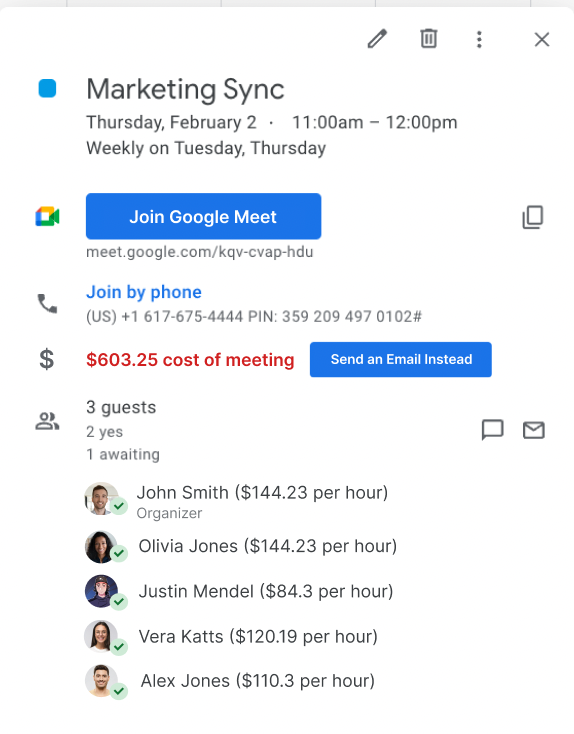 Marketing Sync
Thursday, February 2 · 11:00am – 12:00pm
Weekly on Tuesday, Thursday
Join Google Meet
meet.google.com/kqv-cvap-hdu
Join by phone
(US) +1 617-675-4444 PIN: 359 209 497 0102#
$ $603.25 cost of meeting Send an Email Instead
3 guests
2 yes
1 awaiting
John Smith ($144.23 per hour)
Organizer
Olivia Jones ($144.23 per hour)
Justin Mendel ($84.3 per hour)
Vera Katts ($120.19 per hour)
Alex Jones ($110.3 per hour)